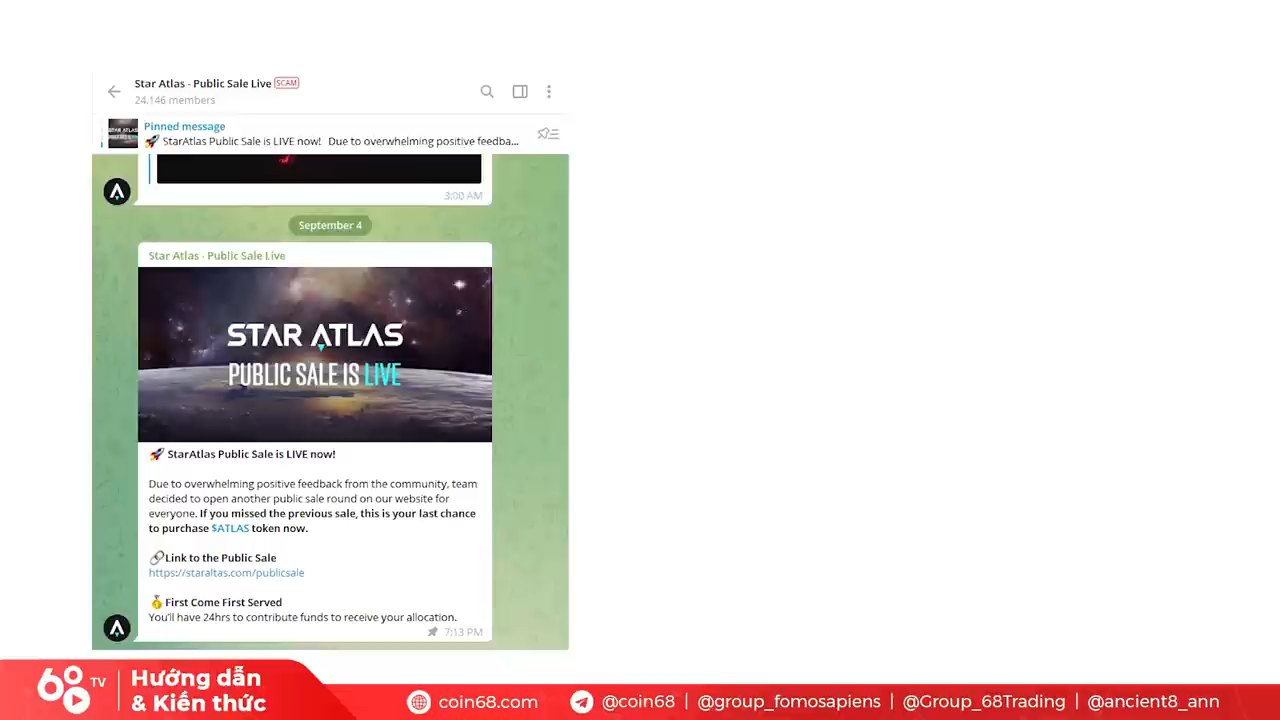 Star Atlas - Public Sale Live SCAM
24.146 members
Pinned message
🚀 StarAtlas Public Sale is LIVE now! Due to overwhelming positive feedba...
3:00 AM
September 4
Star Atlas - Public Sale Live
STAR ATLAS
PUBLIC SALE IS LIVE
🚀 StarAtlas Public Sale is LIVE now!
Due to overwhelming positive feedback from the community, team
decided to open another public sale round on our website for
everyone. If you missed the previous sale, this is your last chance
to purchase $ATLAS token now.
🔗Link to the Public Sale
https://staraltas.com/publicsale
🥇First Come First Served
You'll have 24hrs to contribute funds to receive your allocation.
7:13 PM
68 TV
Hướng dẫn
& Kiến thức
coin68.com
@coin68 | @group_fomosapiens | @Group_68Trading | @ancient8_ann